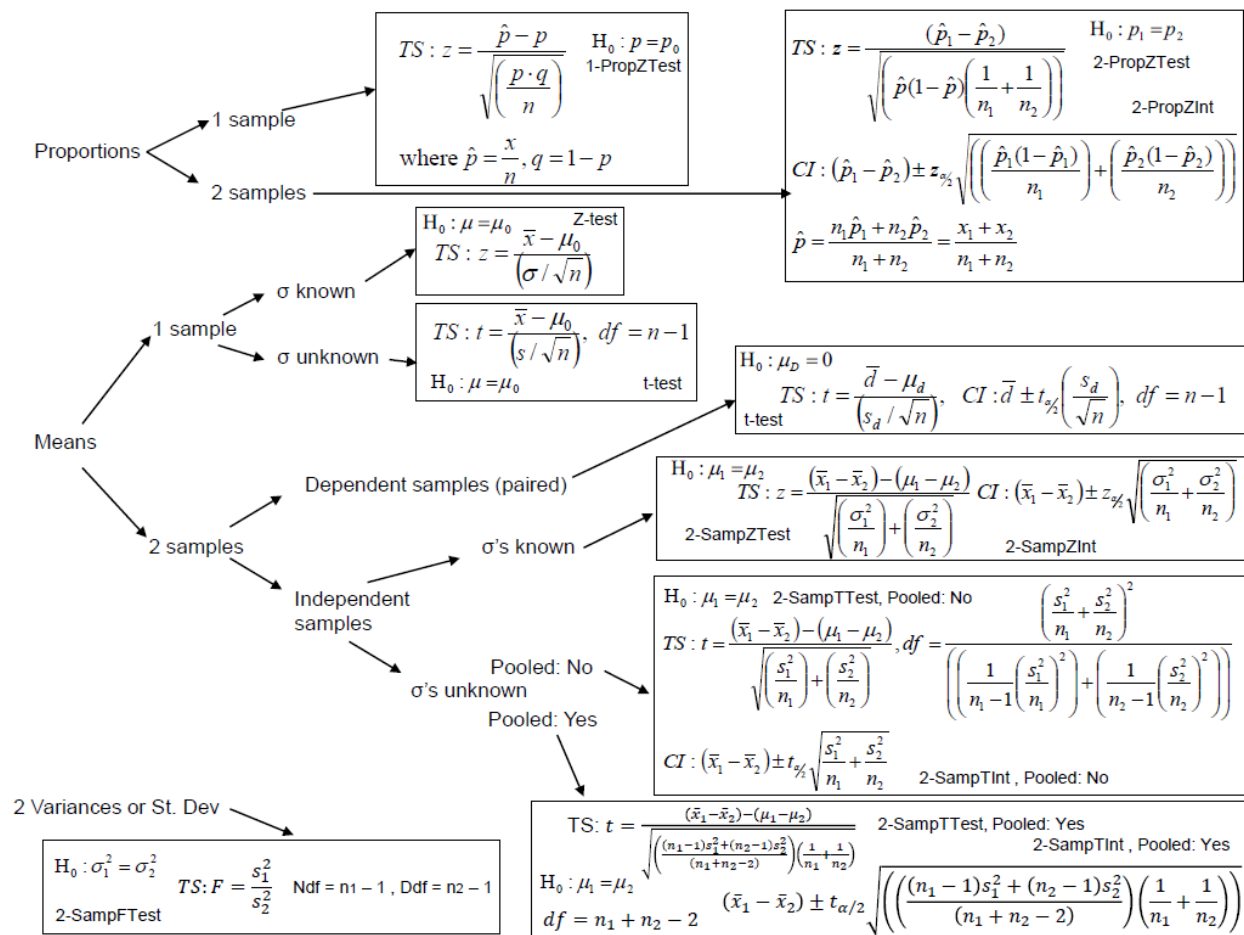 Proportions
1 sample
2 samples
TS : z = (p̂ − p) / √((p · q) / n)
H₀ : p = p₀
1-PropZTest
where p̂ = x/n, q = 1 − p
TS : z = (p̂₁ − p̂₂) / √(p̂(1 − p̂)(1/n₁ + 1/n₂))
H₀ : p₁ = p₂
2-PropZTest
2-PropZInt
CI : (p̂₁ − p̂₂) ± z_α/2 √(((p̂₁(1 − p̂₁)) / n₁) + ((p̂₂(1 − p̂₂)) / n₂))
p̂ = (n₁p̂₁ + n₂p̂₂) / (n₁ + n₂) = (x₁ + x₂) / (n₁ + n₂)
Means
1 sample
σ known
H₀ : μ = μ₀ Z-test
TS : z = (x̄ − μ₀) / (σ / √n)
σ unknown
TS : t = (x̄ − μ₀) / (s / √n), df = n − 1
H₀ : μ = μ₀ t-test
2 samples
Dependent samples (paired)
H₀ : μ_D = 0
TS : t = (d̄ − μ_d) / (s_d / √n), CI : d̄ ± t_α/2 (s_d / √n), df = n − 1
t-test
Independent
samples
σ's known
H₀ : μ₁ = μ₂
TS : z = ((x̄₁ − x̄₂) − (μ₁ − μ₂)) / √((σ₁²/n₁) + (σ₂²/n₂)) CI : (x̄₁ − x̄₂) ± z_α/2 √(σ₁²/n₁ + σ₂²/n₂)
2-SampZTest 2-SampZInt
Pooled: No
σ's unknown
Pooled: Yes
H₀ : μ₁ = μ₂ 2-SampTTest, Pooled: No
TS : t = ((x̄₁ − x̄₂) − (μ₁ − μ₂)) / √((s₁²/n₁) + (s₂²/n₂)), df = (s₁²/n₁ + s₂²/n₂)² / (((1/(n₁ − 1))(s₁²/n₁)²) + ((1/(n₂ − 1))(s₂²/n₂)²))
CI : (x̄₁ − x̄₂) ± t_α/2 √(s₁²/n₁ + s₂²/n₂) 2-SampTInt , Pooled: No
TS: t = ((x̄₁−x̄₂)−(μ₁−μ₂)) / √((((n₁−1)s₁²+(n₂−1)s₂²) / (n₁+n₂−2))(1/n₁ + 1/n₂))
2-SampTTest, Pooled: Yes
2-SampTInt , Pooled: Yes
H₀ : μ₁ = μ₂
df = n₁ + n₂ − 2
(x̄₁ − x̄₂) ± t_α/2 √((((n₁ − 1)s₁² + (n₂ − 1)s₂²) / (n₁ + n₂ − 2))(1/n₁ + 1/n₂))
2 Variances or St. Dev
H₀ : σ₁² = σ₂²
TS: F = s₁² / s₂² Ndf = n₁ − 1 , Ddf = n₂ − 1
2-SampFTest